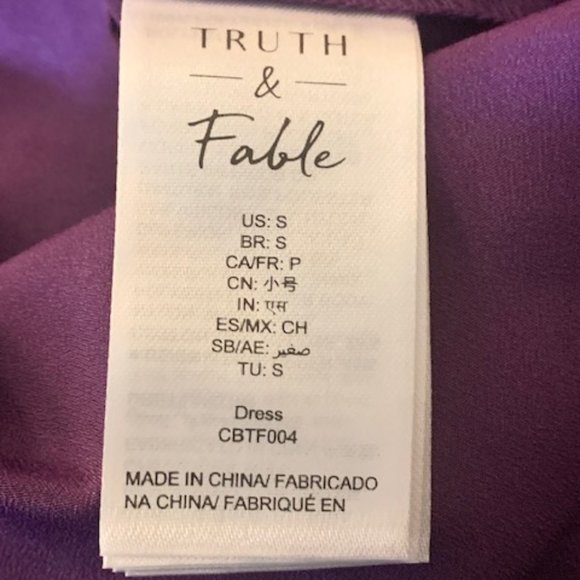 TRUTH
&
Fable
US: S
BR: S
CA/FR: P
CN: 小号
IN: एस
ES/MX: CH
SB/AE: صغير
TU: S
Dress
CBTF004
MADE IN CHINA/ FABRICADO
NA CHINA/ FABRIQUÉ EN